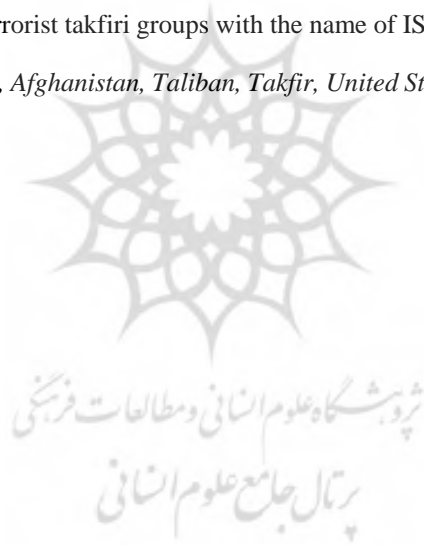 rrorist takfiri groups with the name of IS
, Afghanistan, Taliban, Takfir, United St
پژوهشگاه علوم انسانی و مطالعات فرهنگی
پرتال جامع علوم انسانی